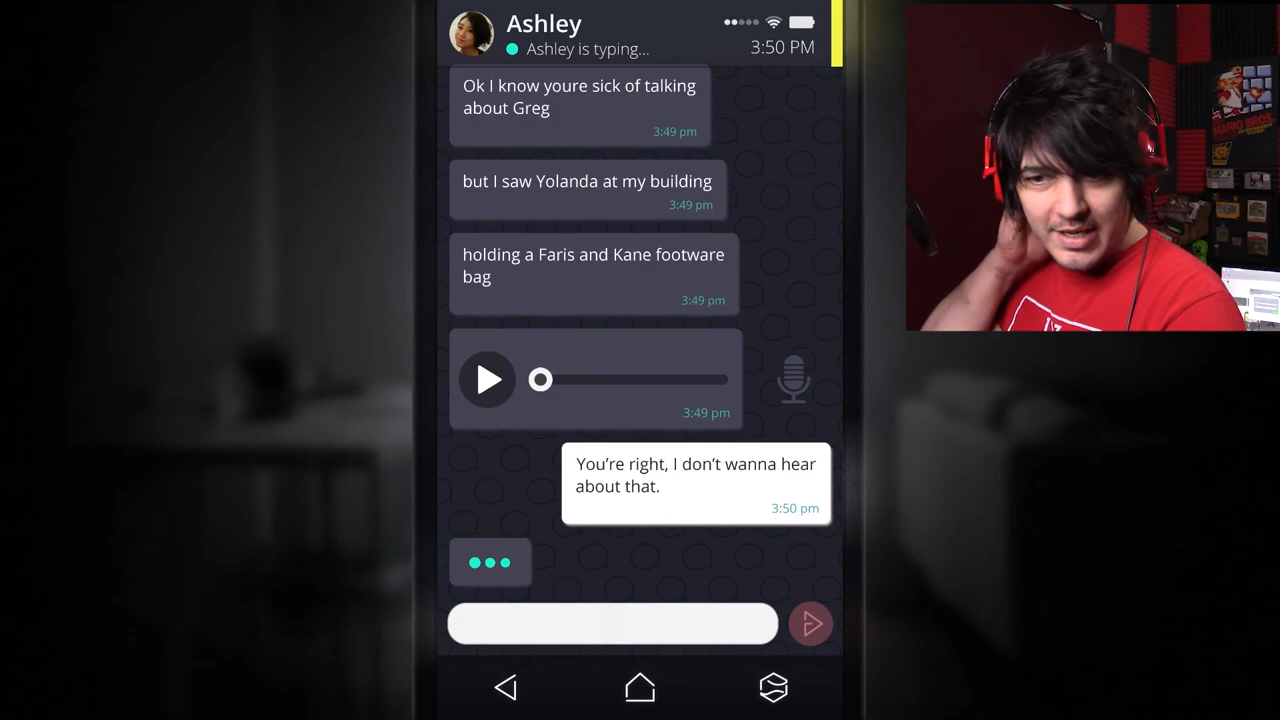 Ashley
Ashley is typing...
3:50 PM
Ok I know youre sick of talking
about Greg
3:49 pm
but I saw Yolanda at my building
3:49 pm
holding a Faris and Kane footware
bag
3:49 pm
3:49 pm
You're right, I don't wanna hear
about that.
3:50 pm
MARIO BROS.